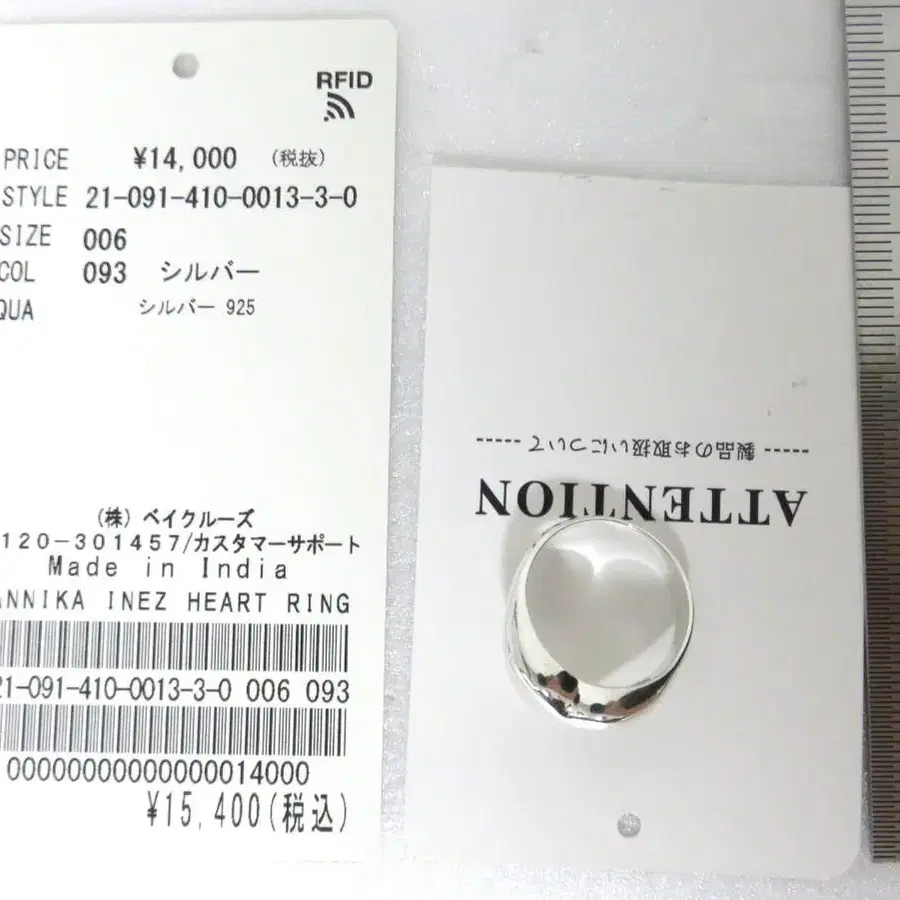 RFID
PRICE ¥14,000 (税抜)
STYLE 21-091-410-0013-3-0
SIZE 006
COL 093 シルバー
QUA シルバー 925
(株) ベイクルーズ
120-301457/カスタマーサポート
Made in India
ANNIKA INEZ HEART RING
21-091-410-0013-3-0 006 093
00000000000000014000
¥15,400(税込)
ATTENTION
----- 製品のお取扱いについて -----